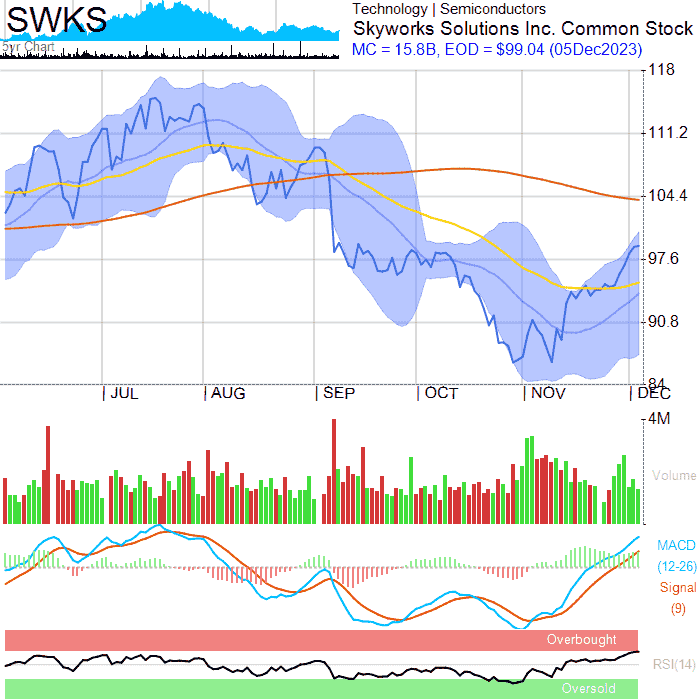 SWKS
Technology | Semiconductors
Skyworks Solutions Inc. Common Stock
MC = 15.8B, EOD = $99.04 (05Dec2023)
5yr Chart
118
111.2
104.4
97.6
90.8
84
| JUL | AUG | SEP | OCT | NOV | DEC
4M
Volume
MACD
(12-26)
Signal
(9)
Overbought
RSI(14)
Oversold